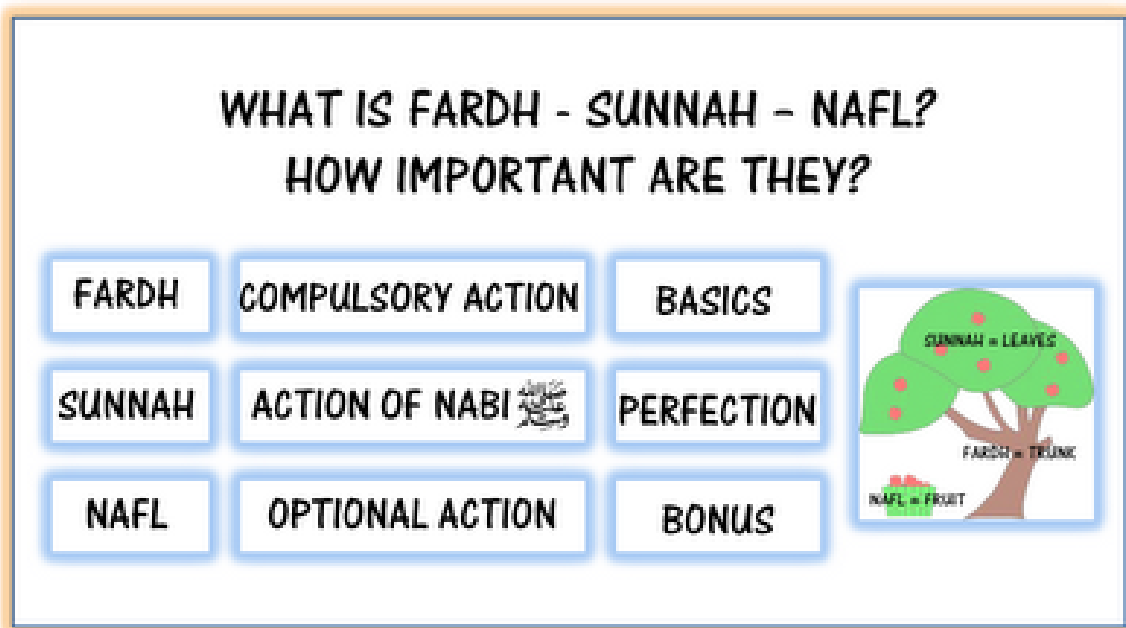 WHAT IS FARDH - SUNNAH - NAFL?
HOW IMPORTANT ARE THEY?
FARDH
COMPULSORY ACTION
BASICS
SUNNAH
ACTION OF NABI ﷺ
PERFECTION
NAFL
OPTIONAL ACTION
BONUS
SUNNAH = LEAVES
FARDH = TRUNK
NAFL = FRUIT